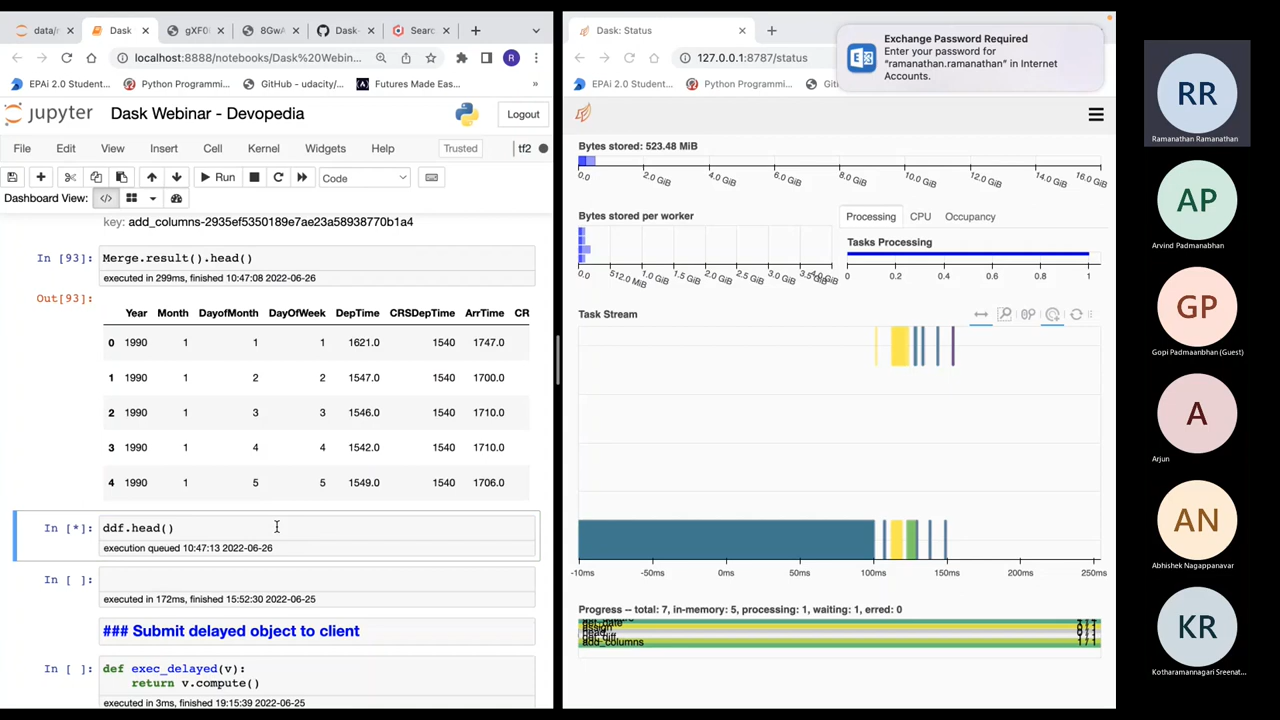 data/r
Dask
gXF0
8GwA
Dask-
Searc
localhost:8888/notebooks/Dask%20Webin...
R
EPAi 2.0 Student...
Python Programmi...
GitHub - udacity/...
Futures Made Eas...
»
jupyter
Dask Webinar - Devopedia
Logout
File
Edit
View
Insert
Cell
Kernel
Widgets
Help
Trusted
tf2
Run
Code
Dashboard View:
key: add_columns-2935ef5350189e7ae23a58938770b1a4
In [93]:
Merge.result().head()
executed in 299ms, finished 10:47:08 2022-06-26
Out[93]:
Year Month DayofMonth DayOfWeek DepTime CRSDepTime ArrTime CR
0 1990 1 1 1 1621.0 1540 1747.0
1 1990 1 2 2 1547.0 1540 1700.0
2 1990 1 3 3 1546.0 1540 1710.0
3 1990 1 4 4 1542.0 1540 1710.0
4 1990 1 5 5 1549.0 1540 1706.0
In [*]:
ddf.head()
execution queued 10:47:13 2022-06-26
In [ ]:
executed in 172ms, finished 15:52:30 2022-06-25
### Submit delayed object to client
In [ ]:
def exec_delayed(v):
return v.compute()
executed in 3ms, finished 19:15:39 2022-06-25
Dask: Status
127.0.0.1:8787/status
EPAi 2.0 Student...
Python Programmi...
Git
Exchange Password Required
Enter your password for
“ramanathan.ramanathan” in Internet
Accounts.
Bytes stored: 523.48 MiB
0.0 2.0 GiB 4.0 GiB 6.0 GiB 8.0 GiB 10.0 GiB 12.0 GiB 14.0 GiB 16.0 GiB
Bytes stored per worker
0.0 512.0 MiB 1.0 GiB 1.5 GiB 2.0 GiB 2.5 GiB 3.0 GiB 3.5 GiB 4.0 GiB
Processing
CPU
Occupancy
Tasks Processing
0 0.2 0.4 0.6 0.8 1
Task Stream
-10ms -50ms 0ms 50ms 100ms 150ms 200ms 250ms
Progress -- total: 7, in-memory: 5, processing: 1, waiting: 1, erred: 0
assign
add_columns 1 / 1
RR
Ramanathan Ramanathan
AP
Arvind Padmanabhan
GP
Gopi Padmaanbhan (Guest)
A
Arjun
AN
Abhishek Nagappanavar
KR
Kotharamannagari Sreenat...